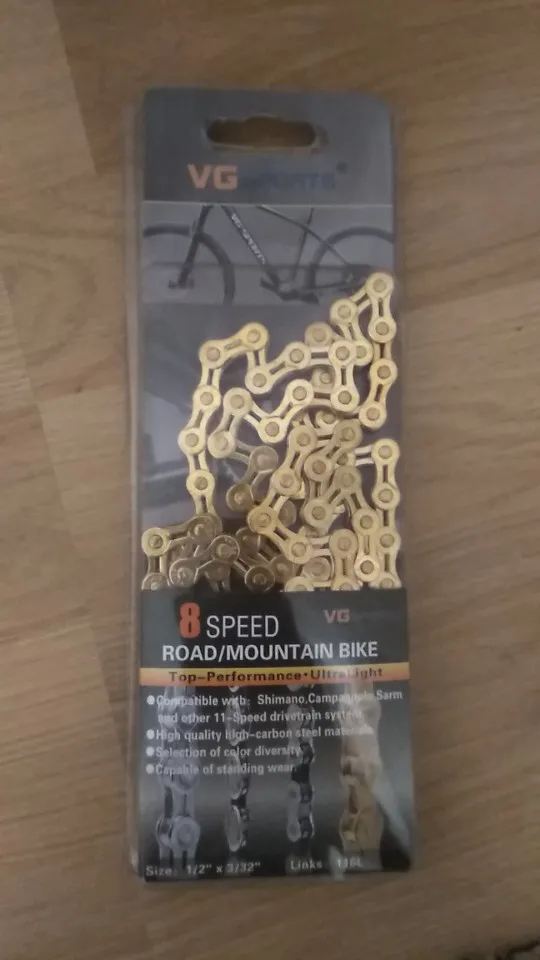 VG SPORTS®
8 SPEED
VG
ROAD/MOUNTAIN BIKE
Top-Performance·UltraLight
●Compatible with: Shimano,Campagnolo,Sarm
and other 11-Speed drivetrain system
●High quality high-carbon steel material
●Selection of color diversity
●Capable of standing wear.
Size: 1/2" x 3/32" Links: 116L